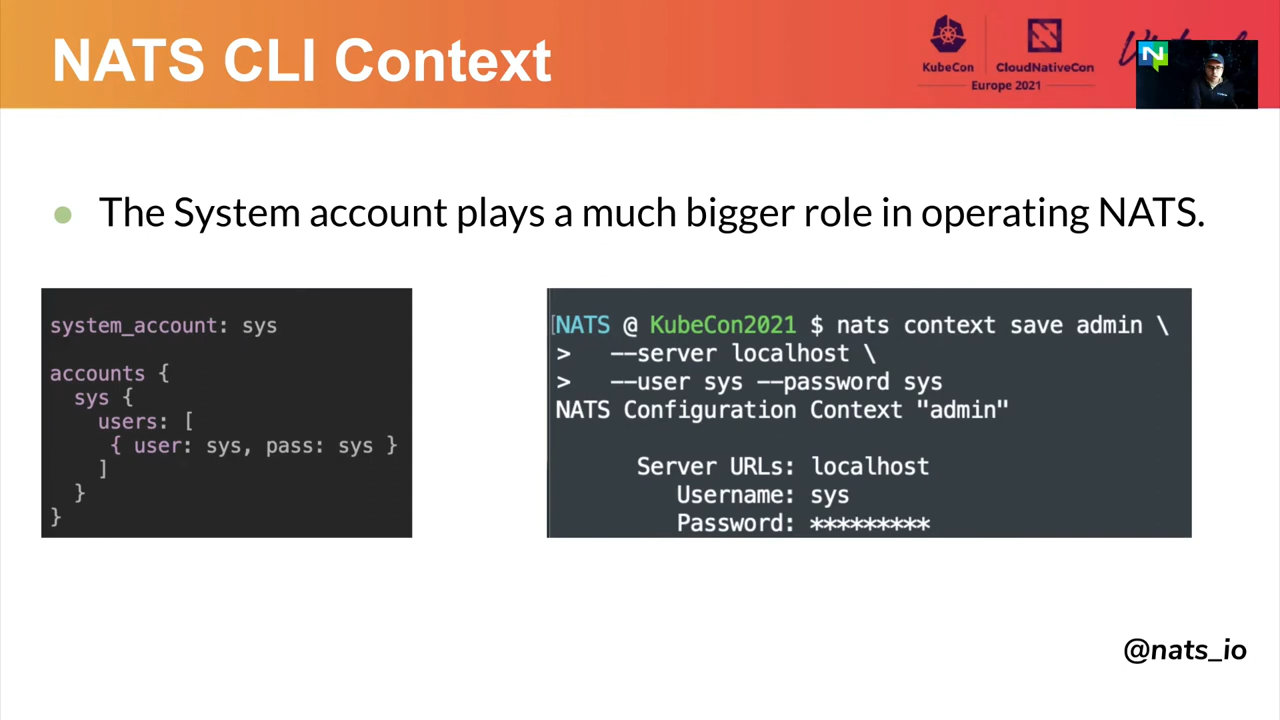 NATS CLI Context
KubeCon
CloudNativeCon
Europe 2021
N
● The System account plays a much bigger role in operating NATS.
system_account: sys
accounts {
sys {
users: [
{ user: sys, pass: sys }
]
}
}
[NATS @ KubeCon2021 $ nats context save admin \
> --server localhost \
> --user sys --password sys
NATS Configuration Context "admin"
Server URLs: localhost
Username: sys
Password: *********
@nats_io